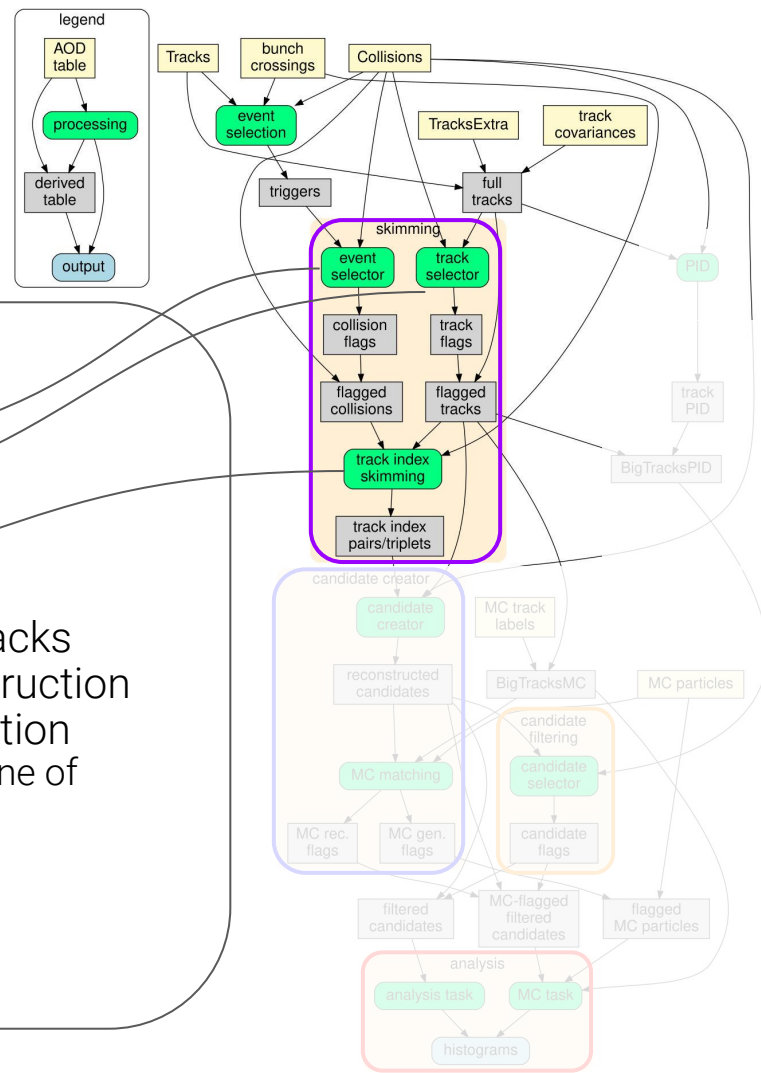 legend
AOD
table
processing
derived
table
output
Tracks
bunch
crossings
Collisions
event
selection
TracksExtra
track
covariances
triggers
full
tracks
skimming
event
selector
track
selector
PID
collision
flags
track
flags
flagged
collisions
flagged
tracks
track
PID
track index
skimming
BigTracksPID
track index
pairs/triplets
candidate creator
candidate
creator
MC track
labels
acks
ruction
tion
ne of
reconstructed
candidates
BigTracksMC
MC particles
candidate
filtering
MC matching
candidate
selector
MC rec.
flags
MC gen.
flags
candidate
flags
filtered
candidates
MC-flagged
filtered
candidates
flagged
MC particles
analysis
analysis task
MC task
histograms